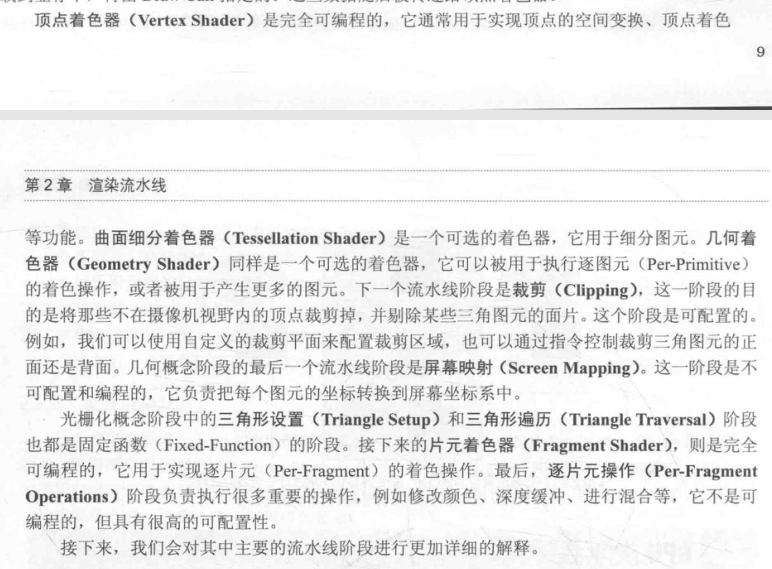 顶点着色器（Vertex Shader）是完全可编程的，它通常用于实现顶点的空间变换、顶点着色
9
第 2 章 渲染流水线
等功能。曲面细分着色器（Tessellation Shader）是一个可选的着色器，它用于细分图元。几何着
色器（Geometry Shader）同样是一个可选的着色器，它可以被用于执行逐图元（Per-Primitive）
的着色操作，或者被用于产生更多的图元。下一个流水线阶段是裁剪（Clipping），这一阶段的目
的是将那些不在摄像机视野内的顶点裁剪掉，并剔除某些三角图元的面片。这个阶段是可配置的。
例如，我们可以使用自定义的裁剪平面来配置裁剪区域，也可以通过指令控制裁剪三角图元的正
面还是背面。几何概念阶段的最后一个流水线阶段是屏幕映射（Screen Mapping）。这一阶段是不
可配置和编程的，它负责把每个图元的坐标转换到屏幕坐标系中。
光栅化概念阶段中的三角形设置（Triangle Setup）和三角形遍历（Triangle Traversal）阶段
也都是固定函数（Fixed-Function）的阶段。接下来的片元着色器（Fragment Shader），则是完全
可编程的，它用于实现逐片元（Per-Fragment）的着色操作。最后，逐片元操作（Per-Fragment
Operations）阶段负责执行很多重要的操作，例如修改颜色、深度缓冲、进行混合等，它不是可
编程的，但具有很高的可配置性。
接下来，我们会对其中主要的流水线阶段进行更加详细的解释。